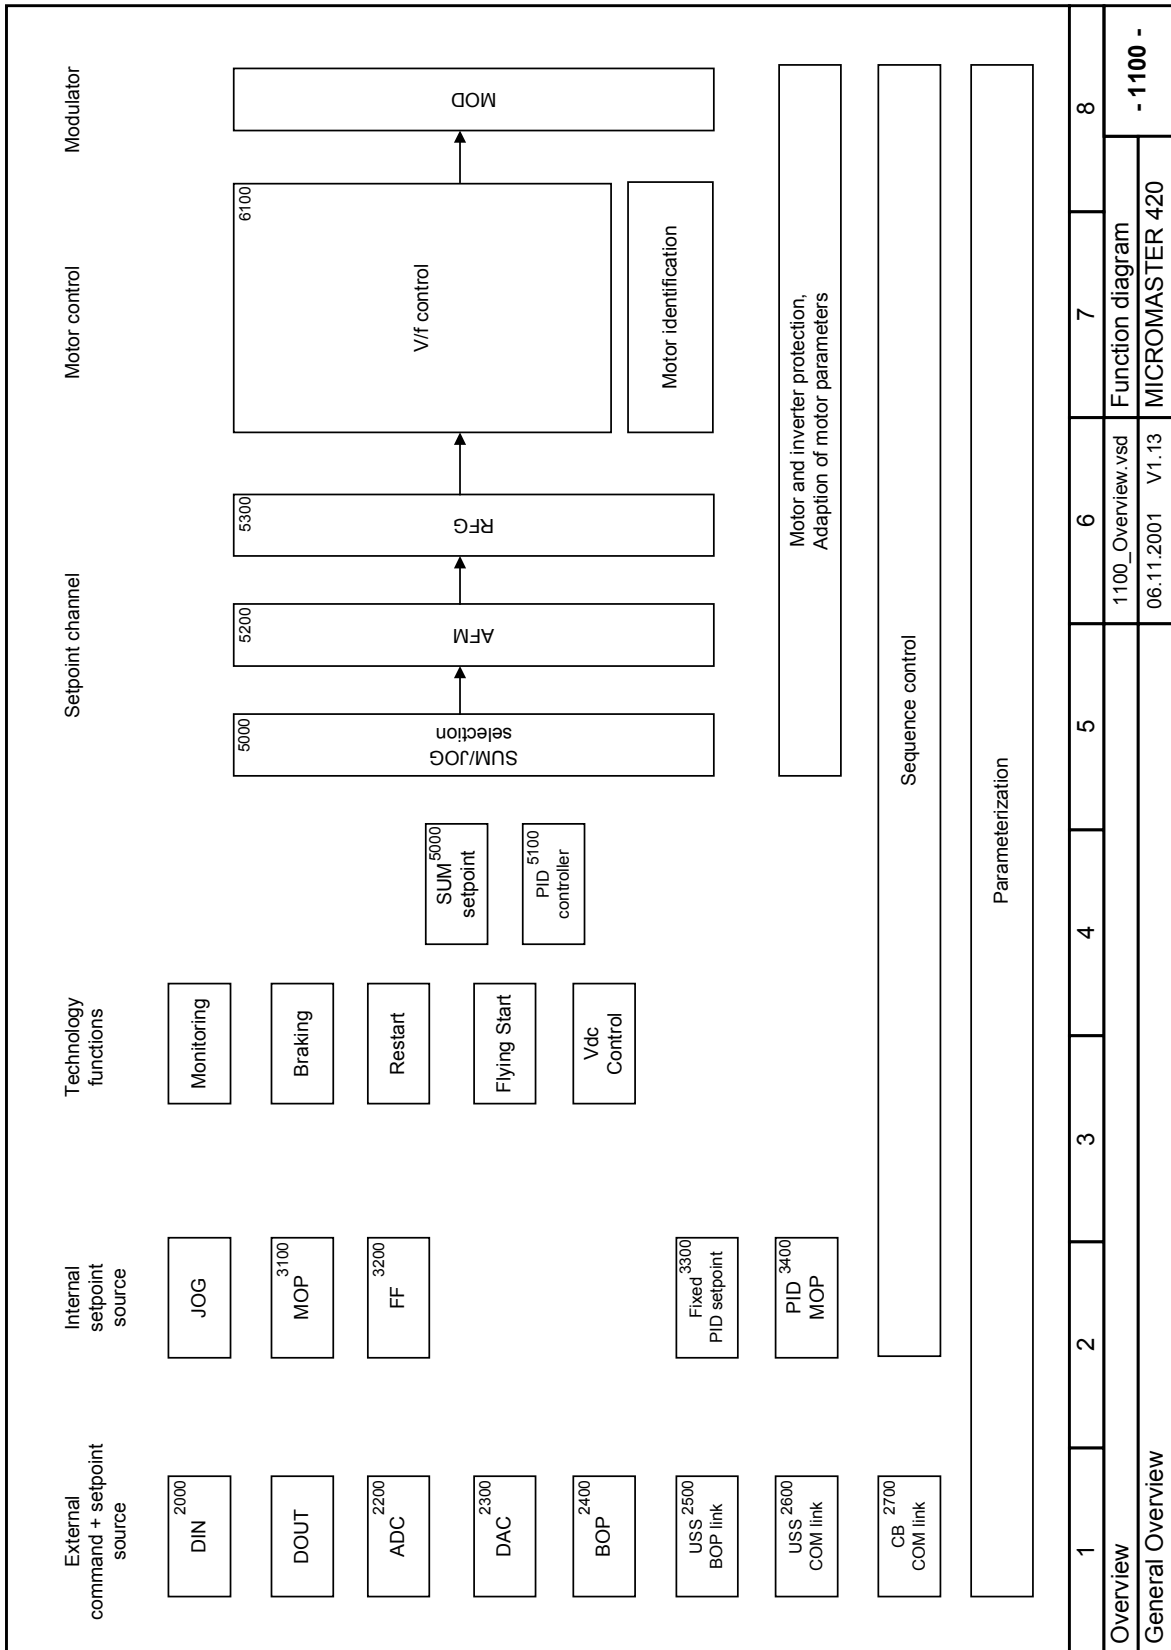 External
command + setpoint
source
Internal
setpoint
source
Technology
functions
Setpoint channel
Motor control
Modulator
DIN
2000
DOUT
ADC
2200
DAC
2300
BOP
2400
USS
2500
BOP link
USS
2600
COM link
CB
2700
COM link
JOG
MOP
3100
FF
3200
Fixed
3300
PID setpoint
PID
3400
MOP
Monitoring
Braking
Restart
Flying Start
Vdc
Control
SUM
5000
setpoint
PID
5100
controller
5000
SUM/JOG
selection
5200
AFM
5300
RFG
6100
V/f control
Motor identification
MOD
Motor and inverter protection,
Adaption of motor parameters
Sequence control
Parameterization
1
2
3
4
5
6
7
8
Overview
1100_Overview.vsd
Function diagram
- 1100 -
General Overview
06.11.2001
V1.13
MICROMASTER 420